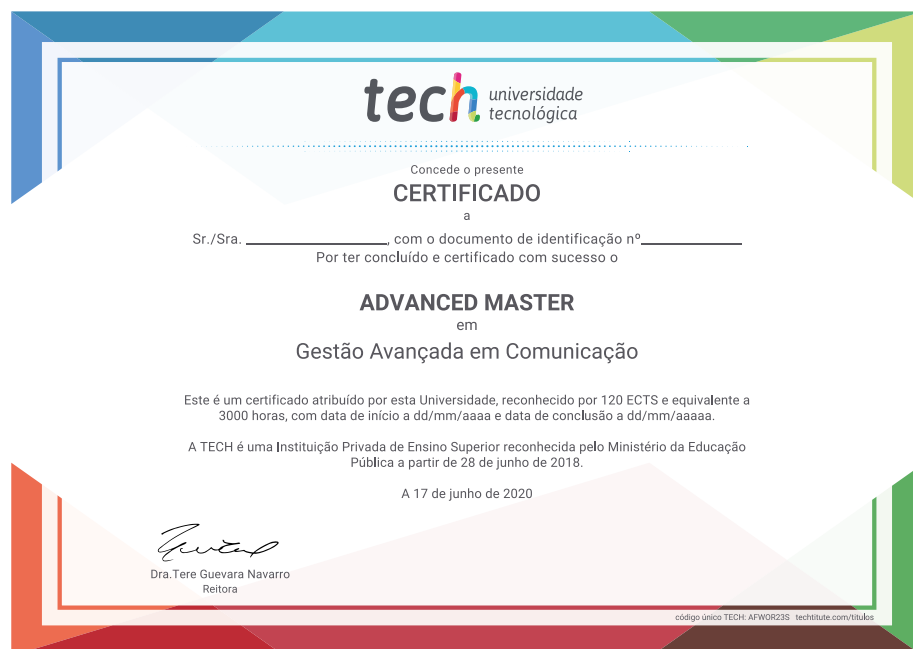 tech universidade
tecnológica
Concede o presente
CERTIFICADO
a
Sr./Sra. ________________, com o documento de identificação nº____________
Por ter concluído e certificado com sucesso o
ADVANCED MASTER
em
Gestão Avançada em Comunicação
Este é um certificado atribuído por esta Universidade, reconhecido por 120 ECTS e equivalente a
3000 horas, com data de início a dd/mm/aaaa e data de conclusão a dd/mm/aaaaa.
A TECH é uma Instituição Privada de Ensino Superior reconhecida pelo Ministério da Educação
Pública a partir de 28 de junho de 2018.
A 17 de junho de 2020
Dra.Tere Guevara Navarro
Reitora
código único TECH: AFWOR23S techtitute.com/titulos